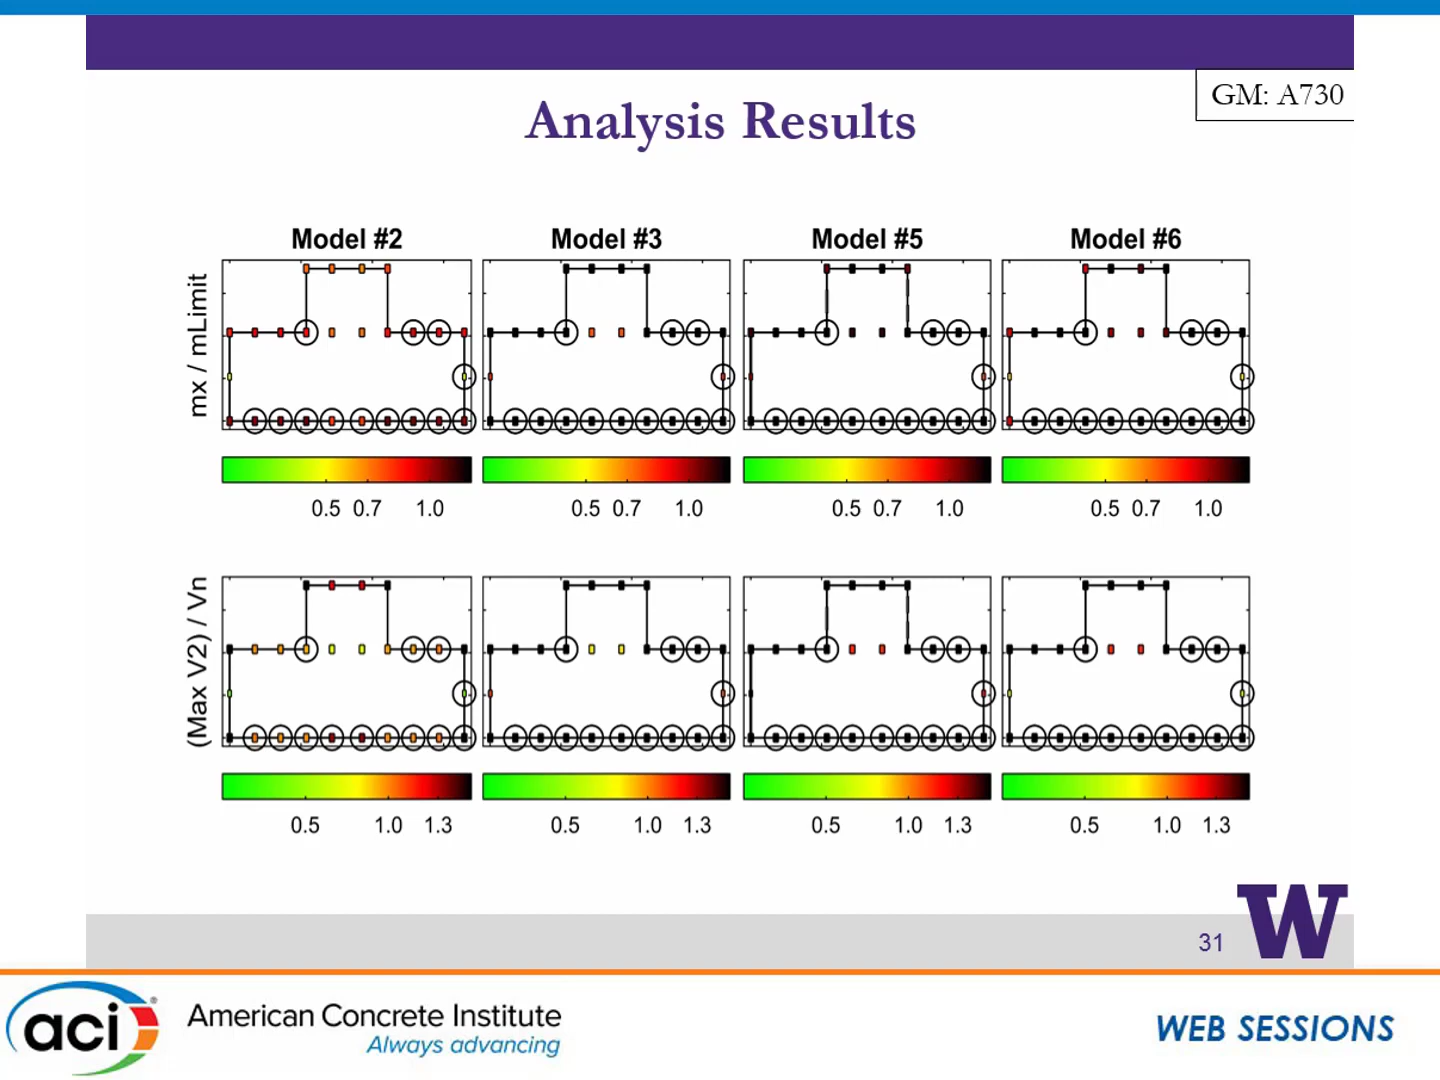 GM: A730
Analysis Results
Model #2 Model #3 Model #5 Model #6
mx / mLimit
0.5 0.7 1.0 0.5 0.7 1.0 0.5 0.7 1.0 0.5 0.7 1.0
(Max V2) / Vn
0.5 1.0 1.3 0.5 1.0 1.3 0.5 1.0 1.3 0.5 1.0 1.3
31
W
aci®
American Concrete Institute
Always advancing
WEB SESSIONS